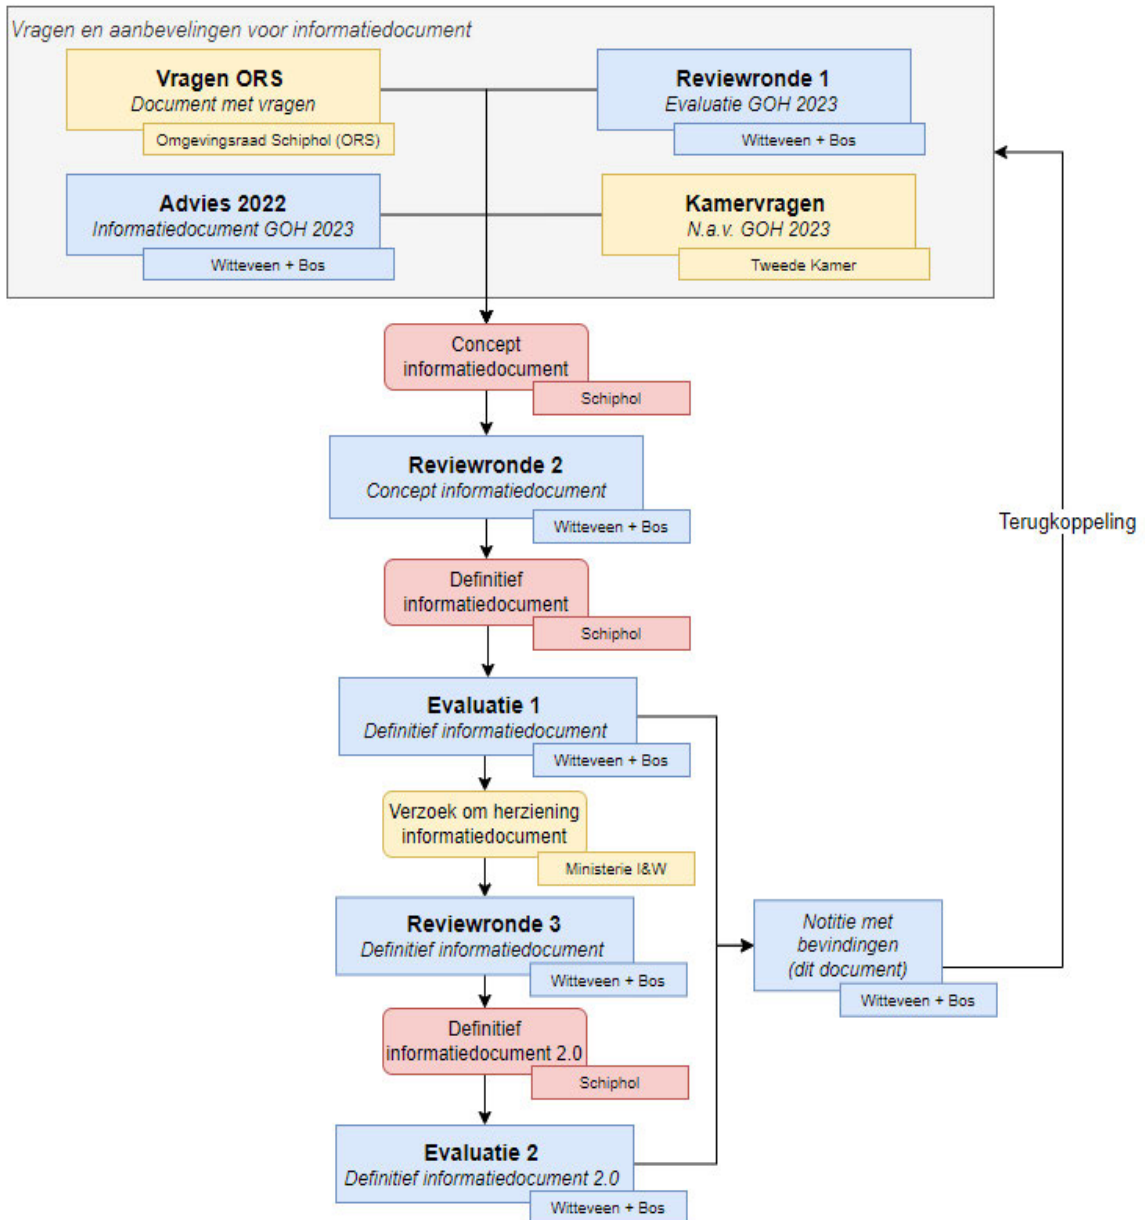 Vragen en aanbevelingen voor informatiedocument
Vragen ORS
Document met vragen
Omgevingsraad Schiphol (ORS)
Reviewronde 1
Evaluatie GOH 2023
Witteveen + Bos
Advies 2022
Informatiedocument GOH 2023
Witteveen + Bos
Kamervragen
N.a.v. GOH 2023
Tweede Kamer
Concept
informatiedocument
Schiphol
Reviewronde 2
Concept informatiedocument
Witteveen + Bos
Terugkoppeling
Definitief
informatiedocument
Schiphol
Evaluatie 1
Definitief informatiedocument
Witteveen + Bos
Verzoek om herziening
informatiedocument
Ministerie I&W
Reviewronde 3
Definitief informatiedocument
Witteveen + Bos
Notitie met
bevindingen
(dit document)
Witteveen + Bos
Definitief
informatiedocument 2.0
Schiphol
Evaluatie 2
Definitief informatiedocument 2.0
Witteveen + Bos